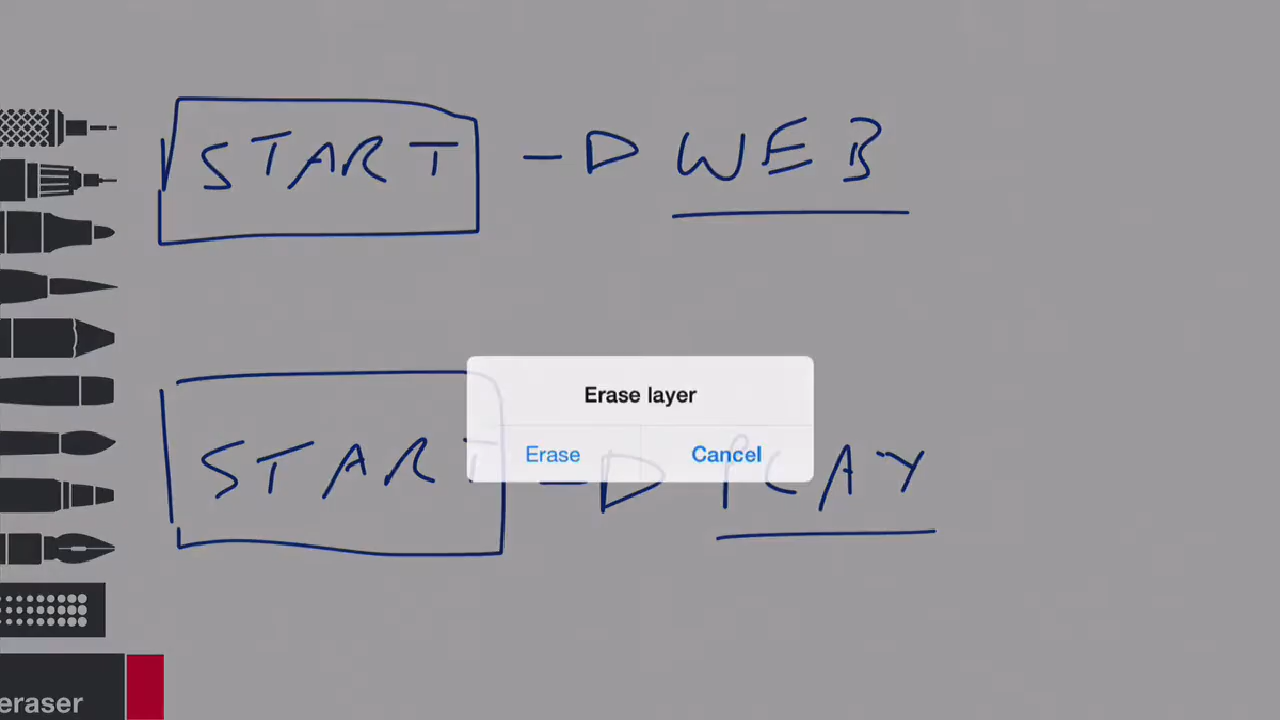 START -D WEB
Erase layer
Erase Cancel
START -D PLAY
eraser